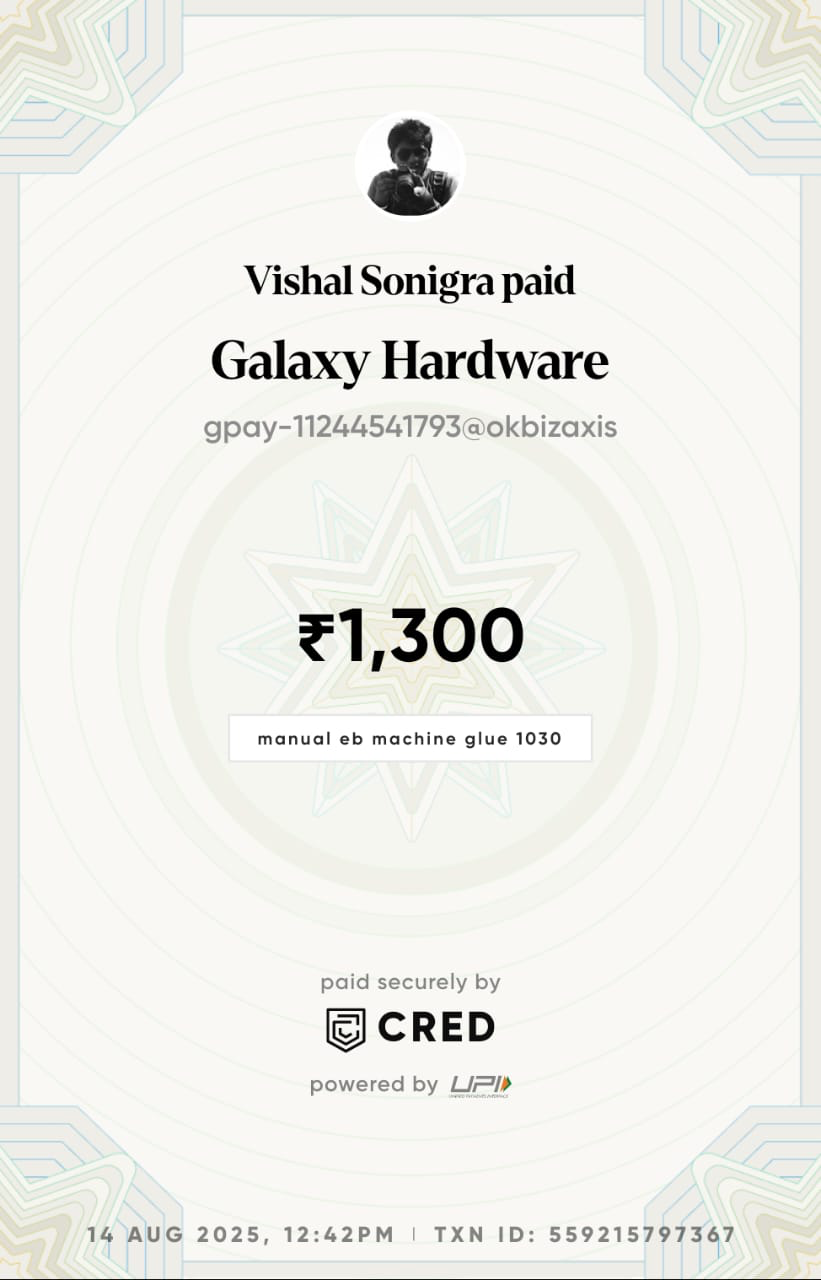 Vishal Sonigra paid
Galaxy Hardware
gpay-11244541793@okbizaxis
₹1,300
manual eb machine glue 1030
paid securely by
CRED
powered by UPI
14 AUG 2025, 12:42PM | TXN ID: 559215797367